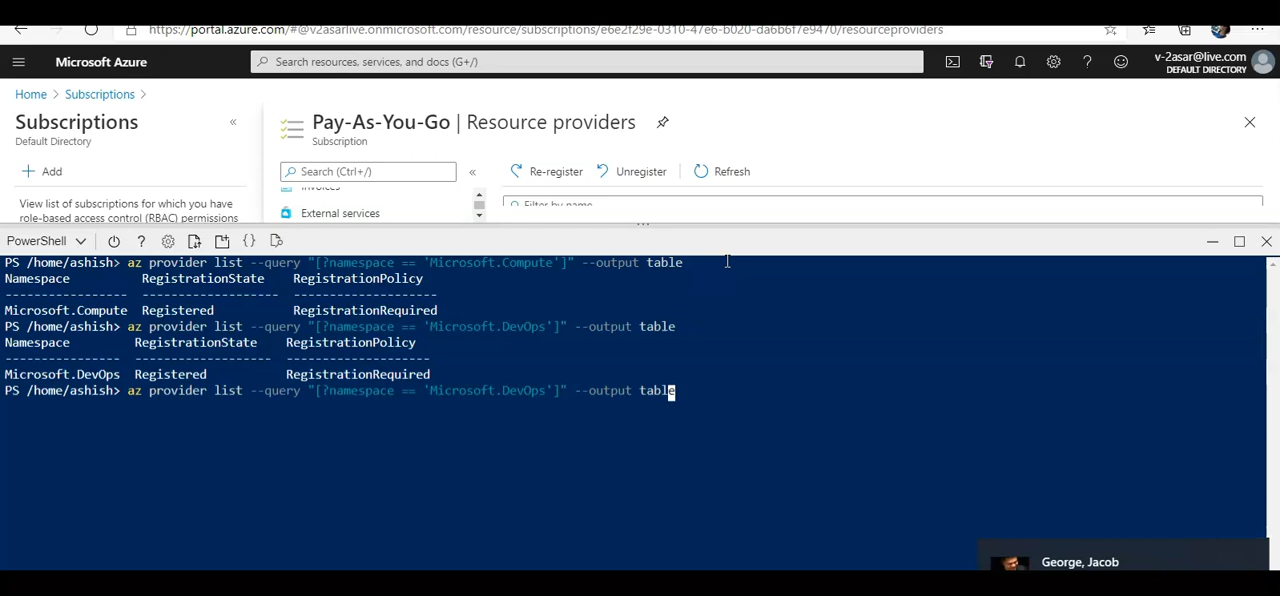 https://portal.azure.com/#@v2asarlive.onmicrosoft.com/resource/subscriptions/e6e2f29e-0310-47e6-b020-da6b6f7e9470/resourceproviders
Microsoft Azure
Search resources, services, and docs (G+/)
v-2asar@live.com
DEFAULT DIRECTORY
Home > Subscriptions >
Subscriptions
Default Directory
Pay-As-You-Go | Resource providers
Subscription
Add
Search (Ctrl+/)
Re-register
Unregister
Refresh
View list of subscriptions for which you have
role-based access control (RBAC) permissions
Invoices
External services
Filter by name
PowerShell
PS /home/ashish> az provider list --query "[?namespace == 'Microsoft.Compute']" --output table
Namespace RegistrationState RegistrationPolicy
----------------- ------------------- --------------------
Microsoft.Compute Registered RegistrationRequired
PS /home/ashish> az provider list --query "[?namespace == 'Microsoft.DevOps']" --output table
Namespace RegistrationState RegistrationPolicy
---------------- ------------------- --------------------
Microsoft.DevOps Registered RegistrationRequired
PS /home/ashish> az provider list --query "[?namespace == 'Microsoft.DevOps']" --output table
George, Jacob